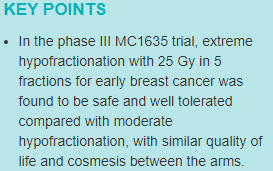 KEY POINTS
• In the phase III MC1635 trial, extreme
hypofractionation with 25 Gy in 5
fractions for early breast cancer was
found to be safe and well tolerated
compared with moderate
hypofractionation, with similar quality of
life and cosmesis between the arms.